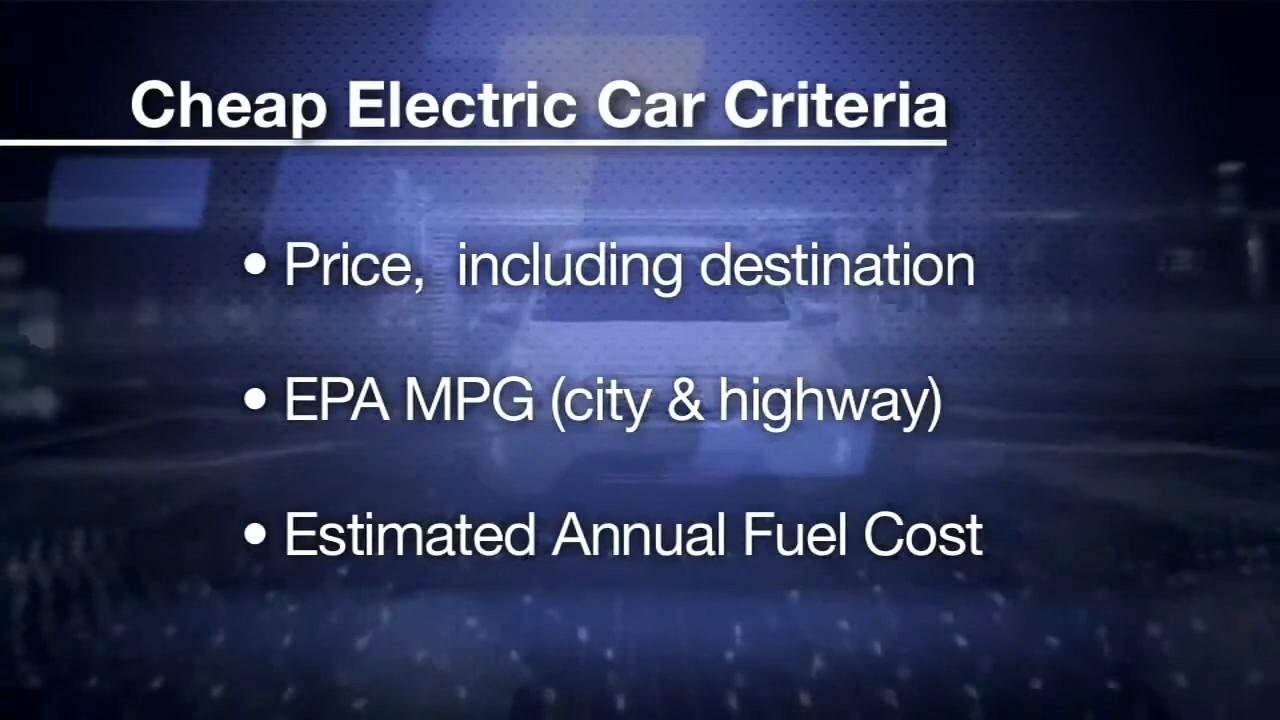 Cheap Electric Car Criteria
• Price, including destination
• EPA MPG (city & highway)
• Estimated Annual Fuel Cost